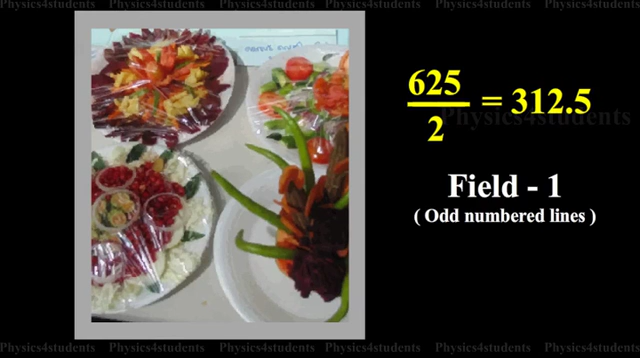 Physics4students Physics4students Physics4students Physics4students Physics4students Physics4students
625
2
= 312.5
Physics4students
Field - 1
( Odd numbered lines )
Physics4students Physics4students Physics4students Physics4students Physics4students Physics4students